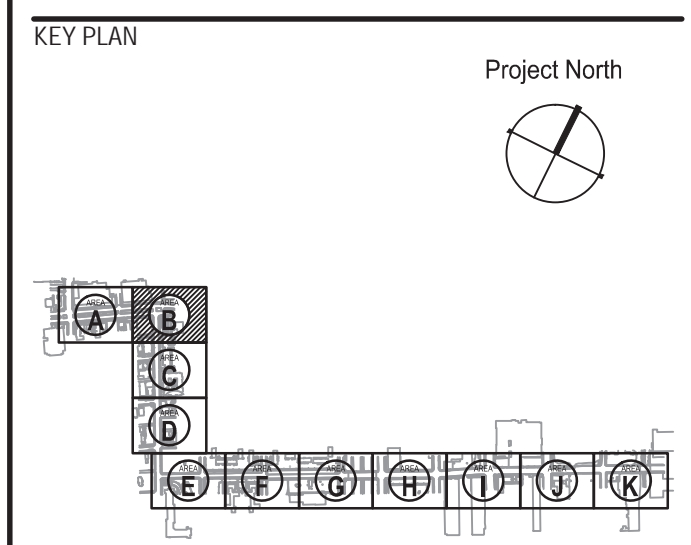 KEY PLAN
Project North
AREA
A
AREA
B
AREA
C
AREA
D
AREA
E
AREA
F
AREA
G
AREA
H
AREA
I
AREA
J
AREA
K